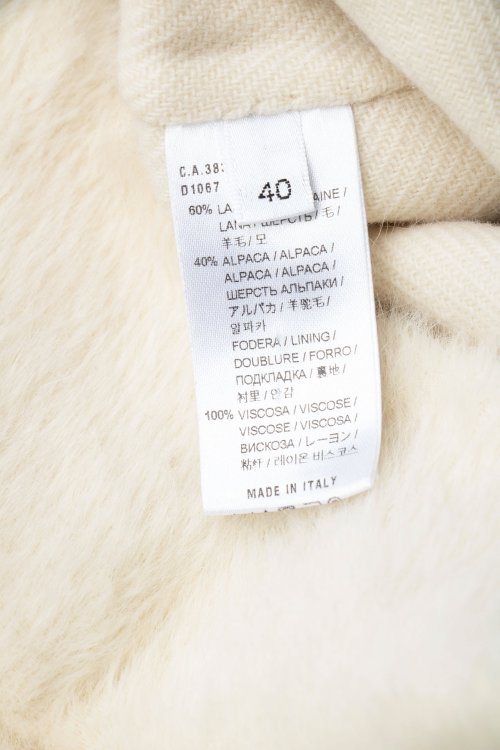 C.A.383
D1067
40
60% LA AINE /
LANA / ШЕРСТЬ / 毛 /
羊毛 / 모
40% ALPACA / ALPACA /
ALPACA / ALPACA /
ШЕРСТЬ АЛЬПАКИ /
アルパカ / 羊驼毛 /
알파카
FODERA / LINING /
DOUBLURE / FORRO /
ПОДКЛАДКА / 裏地 /
衬里 / 안감
100% VISCOSA / VISCOSE /
VISCOSE / VISCOSA /
ВИСКОЗА / レーヨン /
粘纤 / 레이온 비스코스
MADE IN ITALY